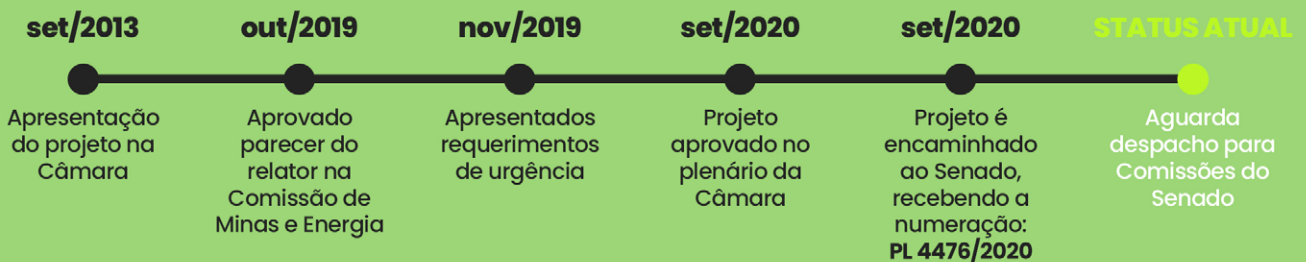 set/2013
Apresentação
do projeto na
Câmara
out/2019
Aprovado
parecer do
relator na
Comissão de
Minas e Energia
nov/2019
Apresentados
requerimentos
de urgência
set/2020
Projeto
aprovado no
plenário da
Câmara
set/2020
Projeto é
encaminhado
ao Senado,
recebendo a
numeração:
PL 4476/2020
STATUS ATUAL
Aguarda
despacho para
Comissões do
Senado